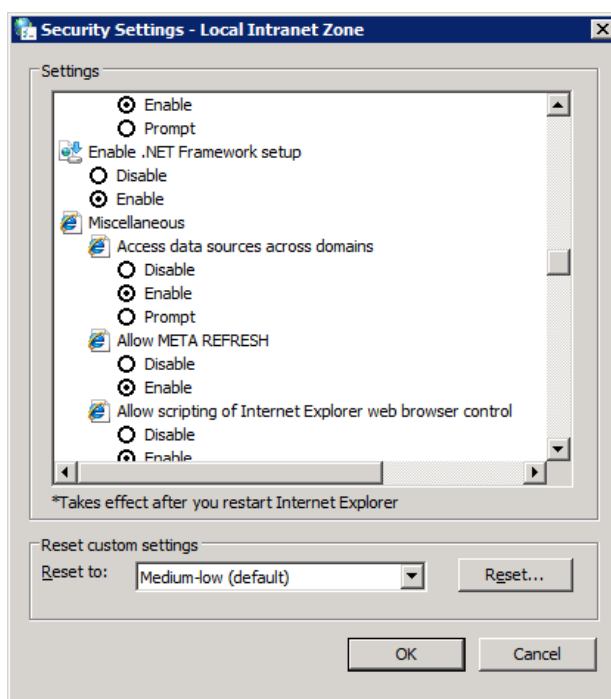 Security Settings - Local Intranet Zone
Settings
Enable
Prompt
Enable .NET Framework setup
Disable
Enable
Miscellaneous
Access data sources across domains
Disable
Enable
Prompt
Allow META REFRESH
Disable
Enable
Allow scripting of Internet Explorer web browser control
Disable
Enable
*Takes effect after you restart Internet Explorer
Reset custom settings
Reset to: Medium-low (default) Reset...
OK Cancel